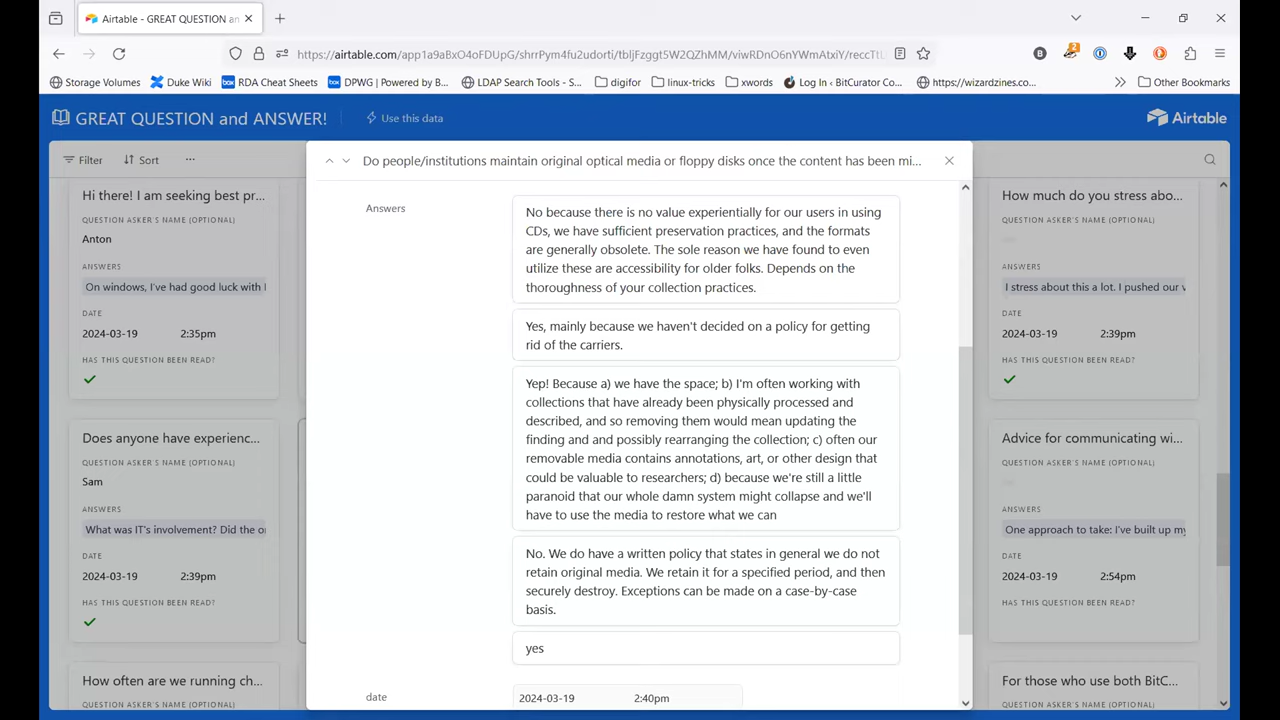 Airtable - GREAT QUESTION an
https://airtable.com/app1a9aBxO4oFDUpG/shrrPym4fu2udorti/tbljFzggt5W2QZhMM/viwRDnO6nYWmAtxiY/reccTtL
2
Storage Volumes
Duke Wiki
box
RDA Cheat Sheets
box
DPWG | Powered by B...
LDAP Search Tools - S...
digifor
linux-tricks
xwords
Log In ‹ BitCurator Co...
https://wizardzines.co...
Other Bookmarks
GREAT QUESTION and ANSWER!
Use this data
Airtable
Filter
Sort
...
Do people/institutions maintain original optical media or floppy disks once the content has been mi...
Hi there! I am seeking best pr...
QUESTION ASKER'S NAME (OPTIONAL)
Anton
ANSWERS
On windows, I've had good luck with
DATE
2024-03-19 2:35pm
HAS THIS QUESTION BEEN READ?
Does anyone have experienc...
QUESTION ASKER'S NAME (OPTIONAL)
Sam
ANSWERS
What was IT's involvement? Did the o
DATE
2024-03-19 2:39pm
HAS THIS QUESTION BEEN READ?
How often are we running ch...
QUESTION ASKER'S NAME (OPTIONAL)
Answers
No because there is no value experientially for our users in using
CDs, we have sufficient preservation practices, and the formats
are generally obsolete. The sole reason we have found to even
utilize these are accessibility for older folks. Depends on the
thoroughness of your collection practices.
Yes, mainly because we haven't decided on a policy for getting
rid of the carriers.
Yep! Because a) we have the space; b) I'm often working with
collections that have already been physically processed and
described, and so removing them would mean updating the
finding and and possibly rearranging the collection; c) often our
removable media contains annotations, art, or other design that
could be valuable to researchers; d) because we're still a little
paranoid that our whole damn system might collapse and we'll
have to use the media to restore what we can
No. We do have a written policy that states in general we do not
retain original media. We retain it for a specified period, and then
securely destroy. Exceptions can be made on a case-by-case
basis.
yes
date
2024-03-19 2:40pm
How much do you stress abo...
QUESTION ASKER'S NAME (OPTIONAL)
ANSWERS
I stress about this a lot. I pushed our v
DATE
2024-03-19 2:39pm
HAS THIS QUESTION BEEN READ?
Advice for communicating wi...
QUESTION ASKER'S NAME (OPTIONAL)
ANSWERS
One approach to take: I've built up my
DATE
2024-03-19 2:54pm
HAS THIS QUESTION BEEN READ?
For those who use both BitC...
QUESTION ASKER'S NAME (OPTIONAL)